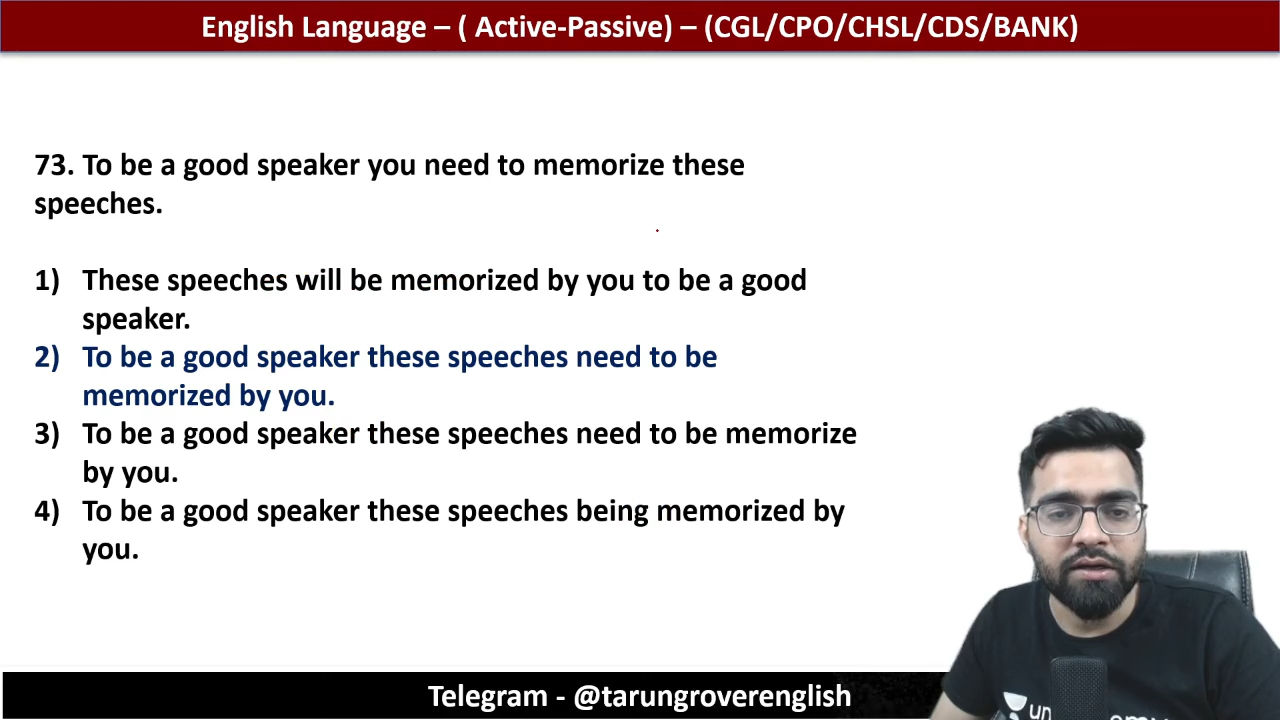 English Language – ( Active-Passive) – (CGL/CPO/CHSL/CDS/BANK)
73. To be a good speaker you need to memorize these
speeches.
1) These speeches will be memorized by you to be a good
speaker.
2) To be a good speaker these speeches need to be
memorized by you.
3) To be a good speaker these speeches need to be memorize
by you.
4) To be a good speaker these speeches being memorized by
you.
Telegram - @tarungroverenglish